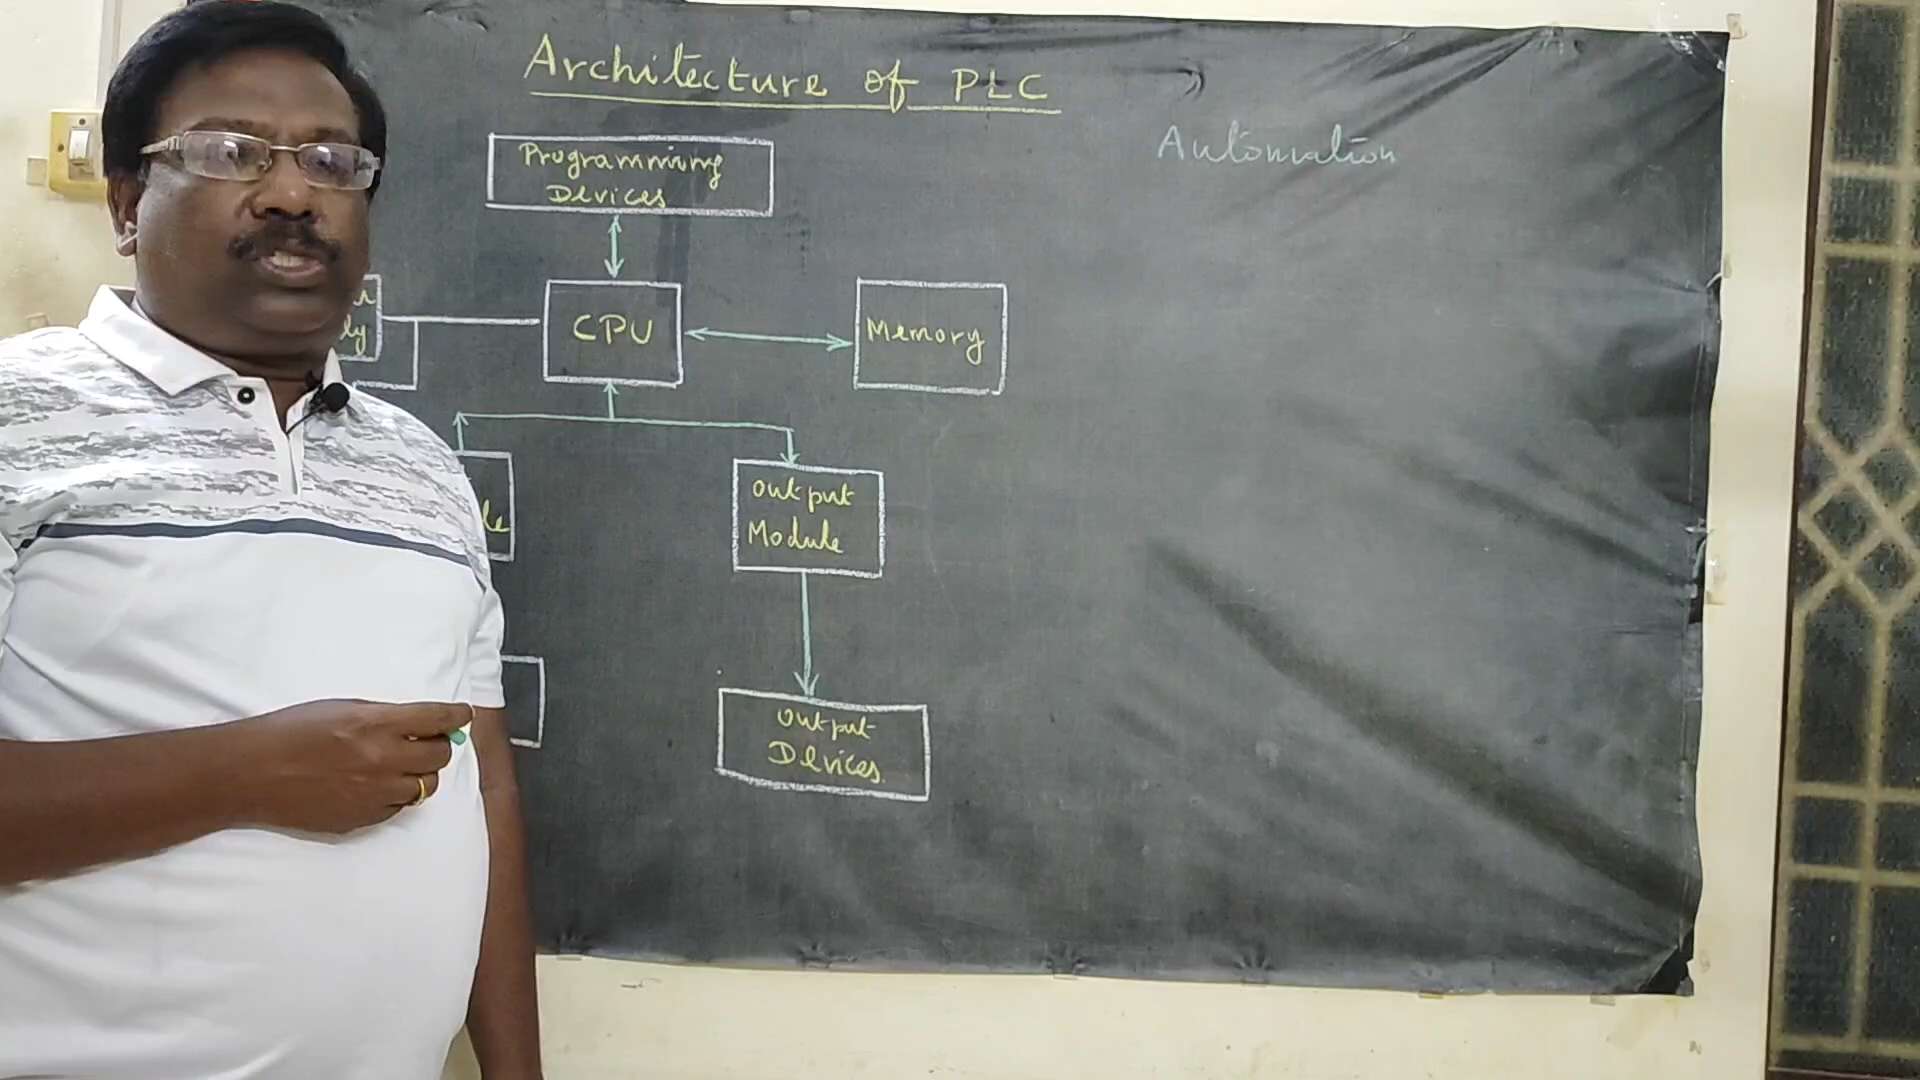 Architecture of PLC
Automation
Programming
Devices
CPU
Memory
output
Module
output
Devices